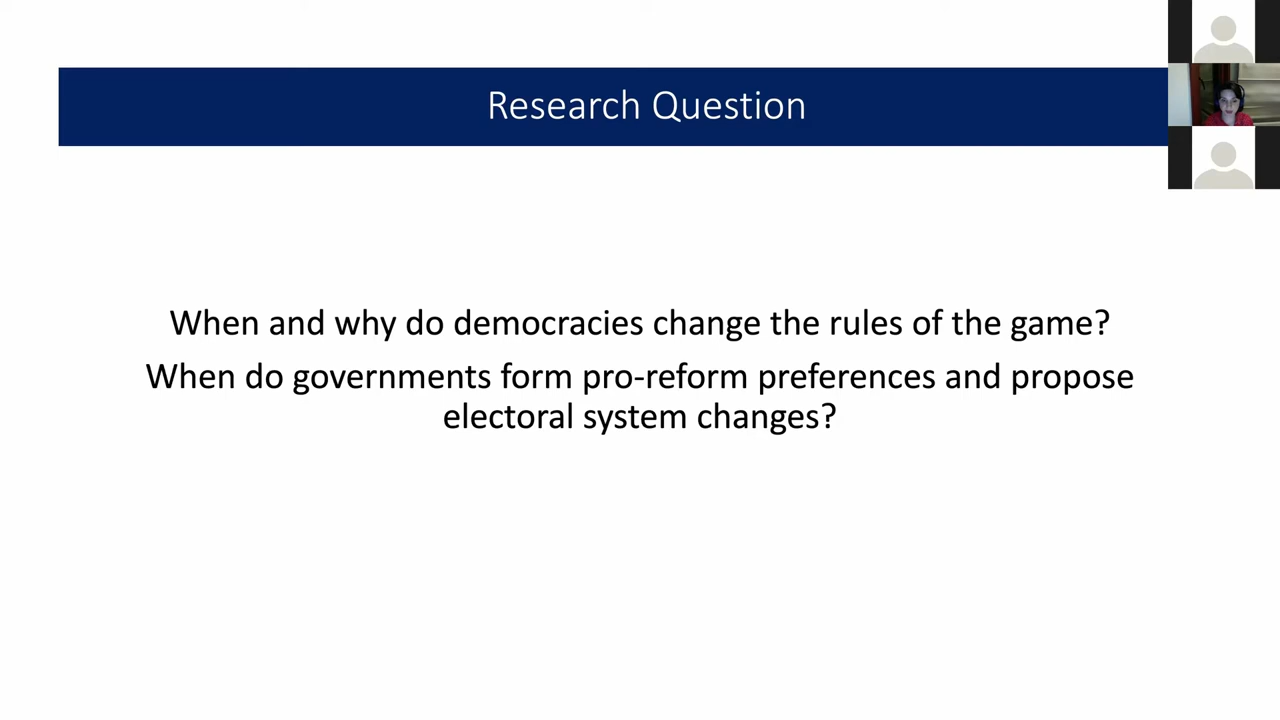 Research Question
When and why do democracies change the rules of the game?
When do governments form pro-reform preferences and propose
electoral system changes?